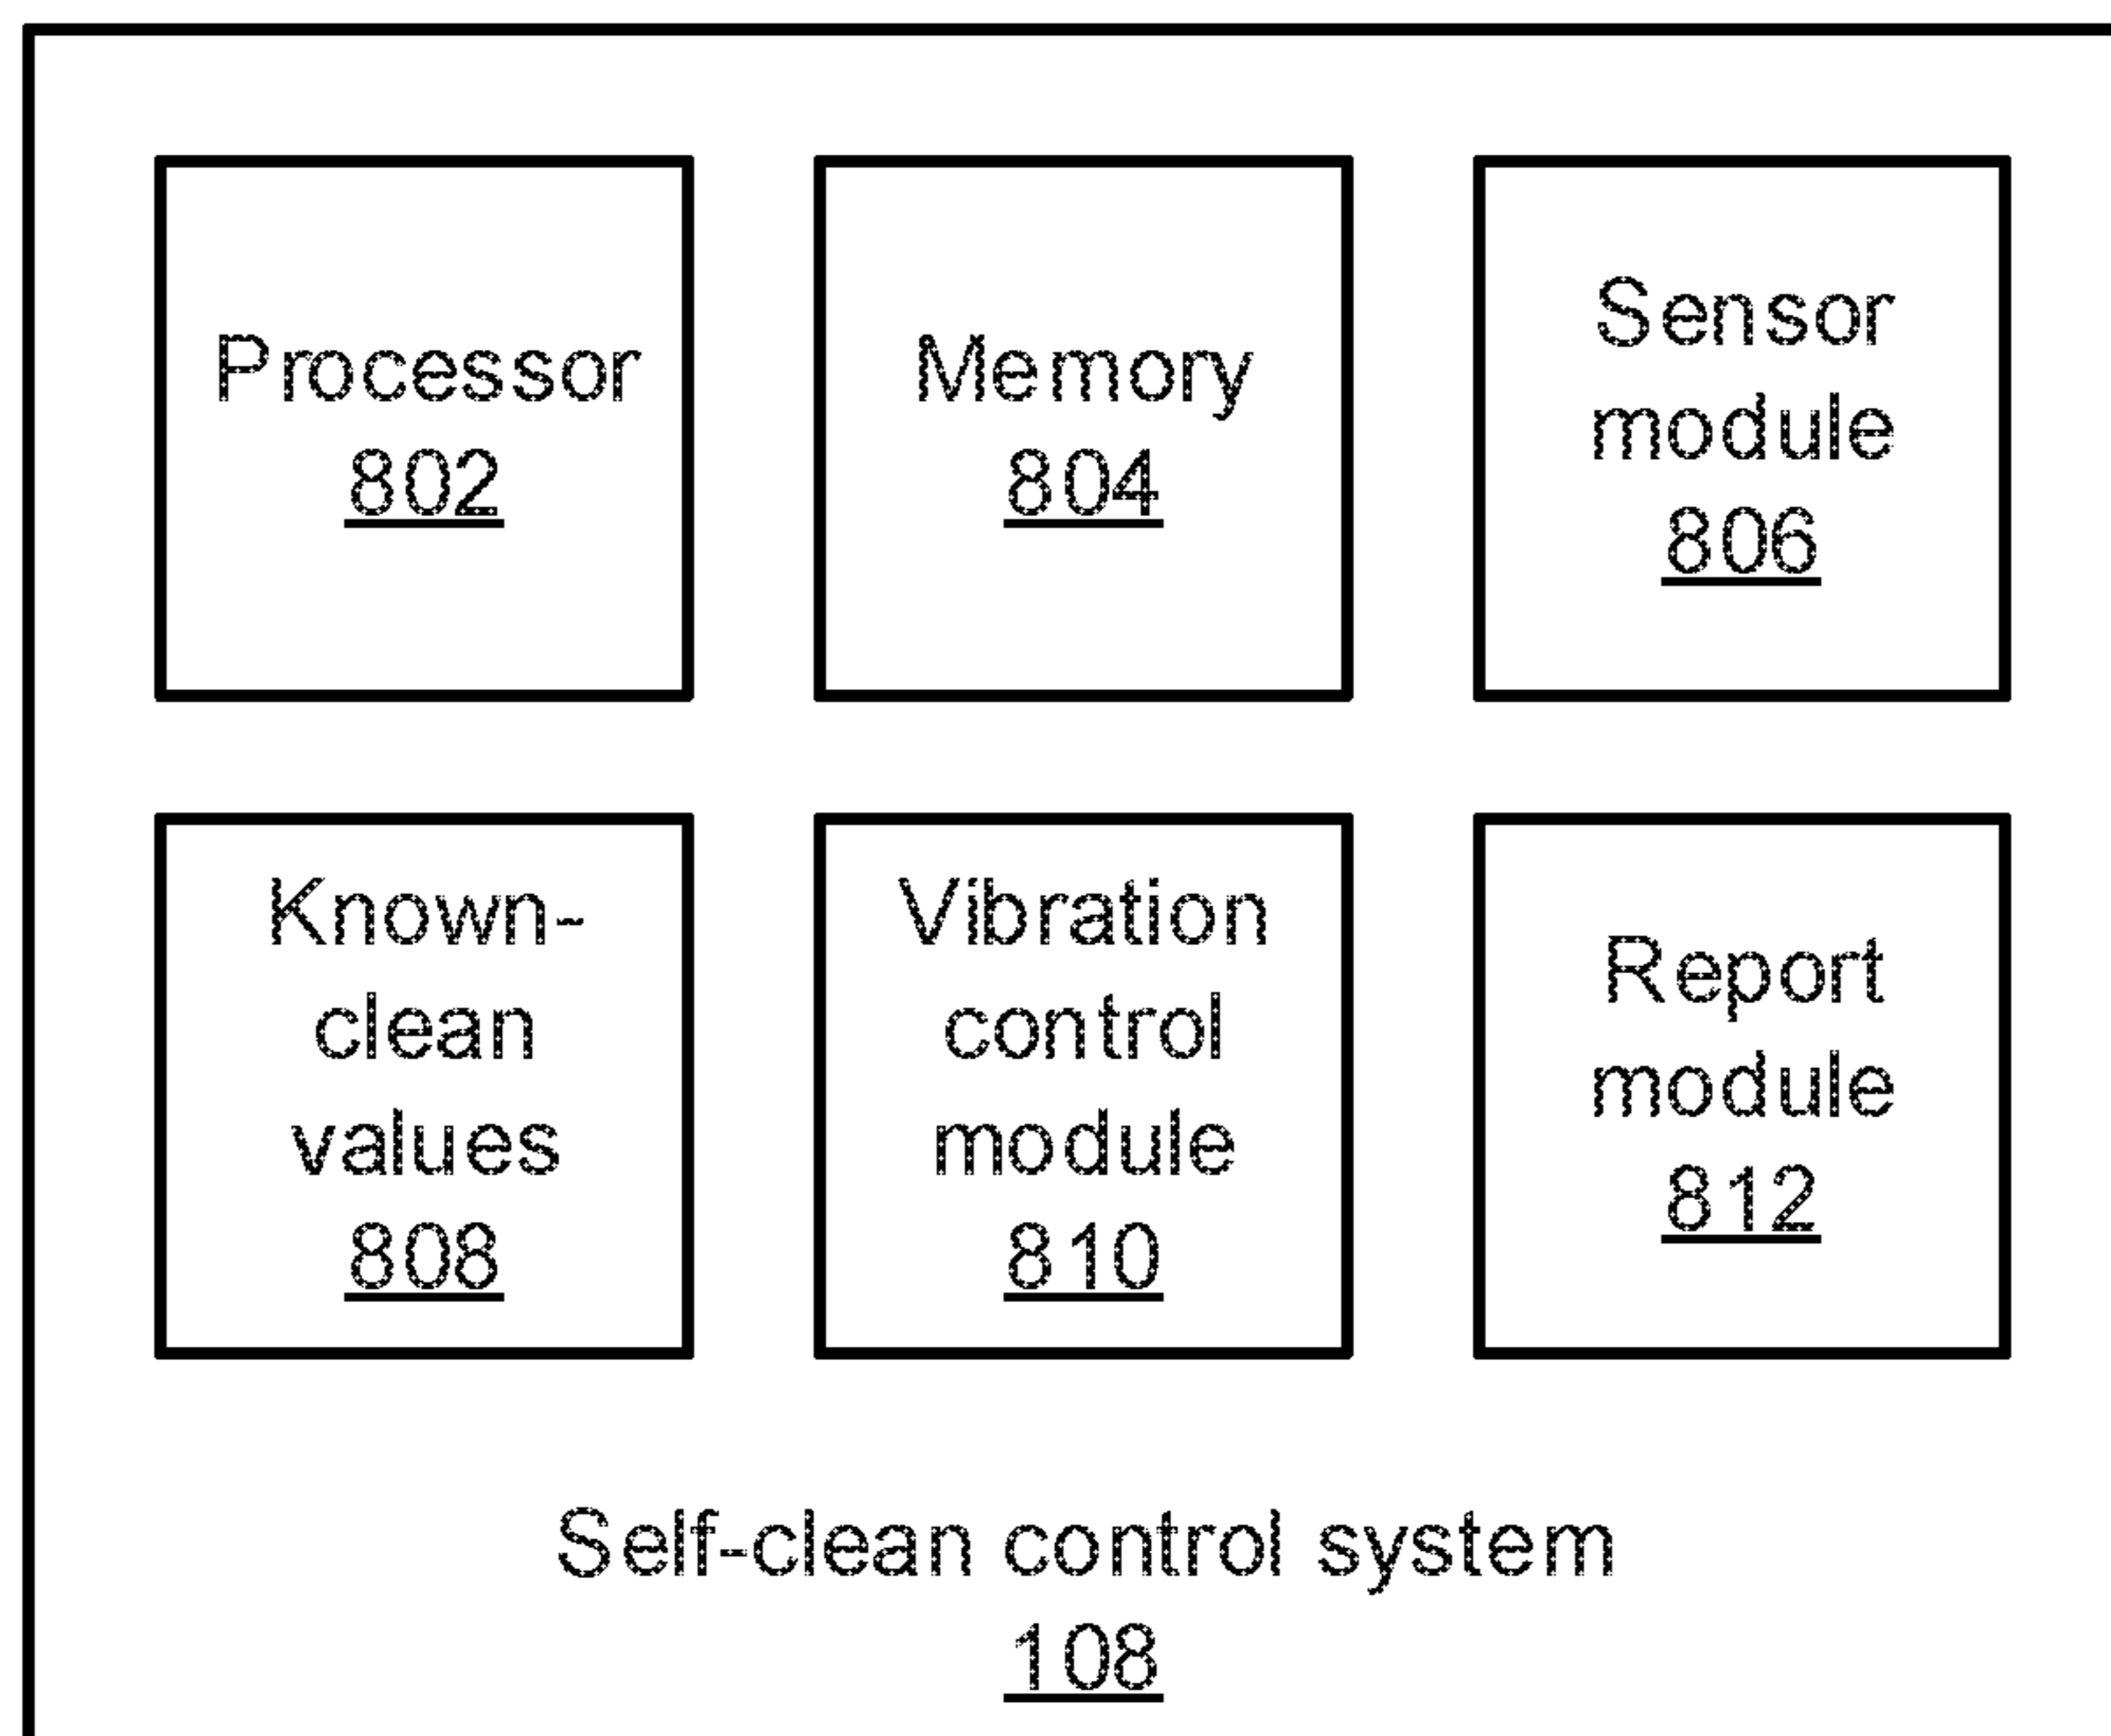 Processor
802
Memory
804
Sensor
module
806
Known-
clean
values
808
Vibration
control
module
810
Report
module
812
Self-clean control system
108